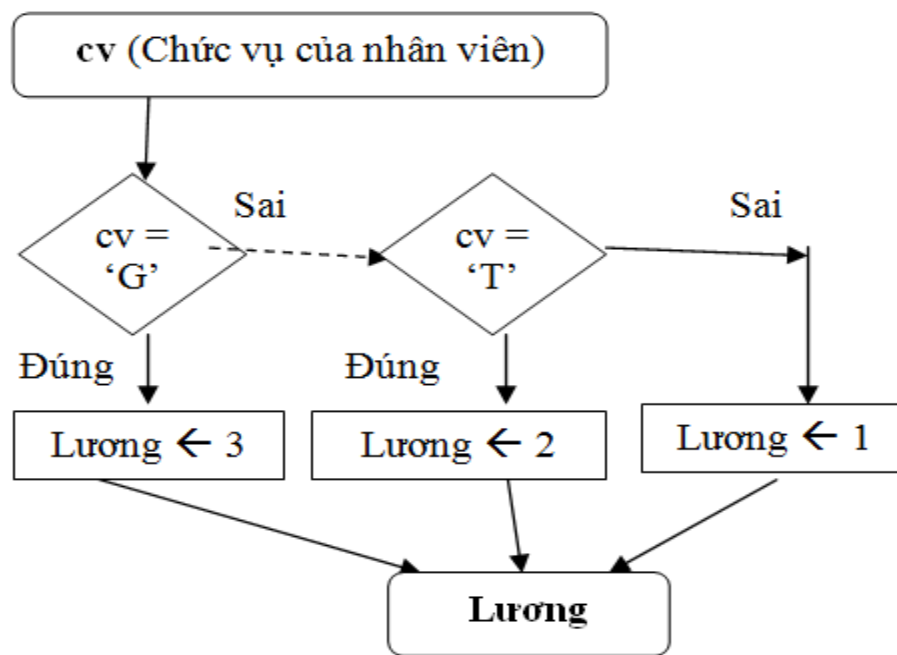 cv (Chức vụ của nhân viên)
Sai
Sai
cv =
‘G’
cv =
‘T’
Đúng
Đúng
Lương ← 3
Lương ← 2
Lương ← 1
Lương